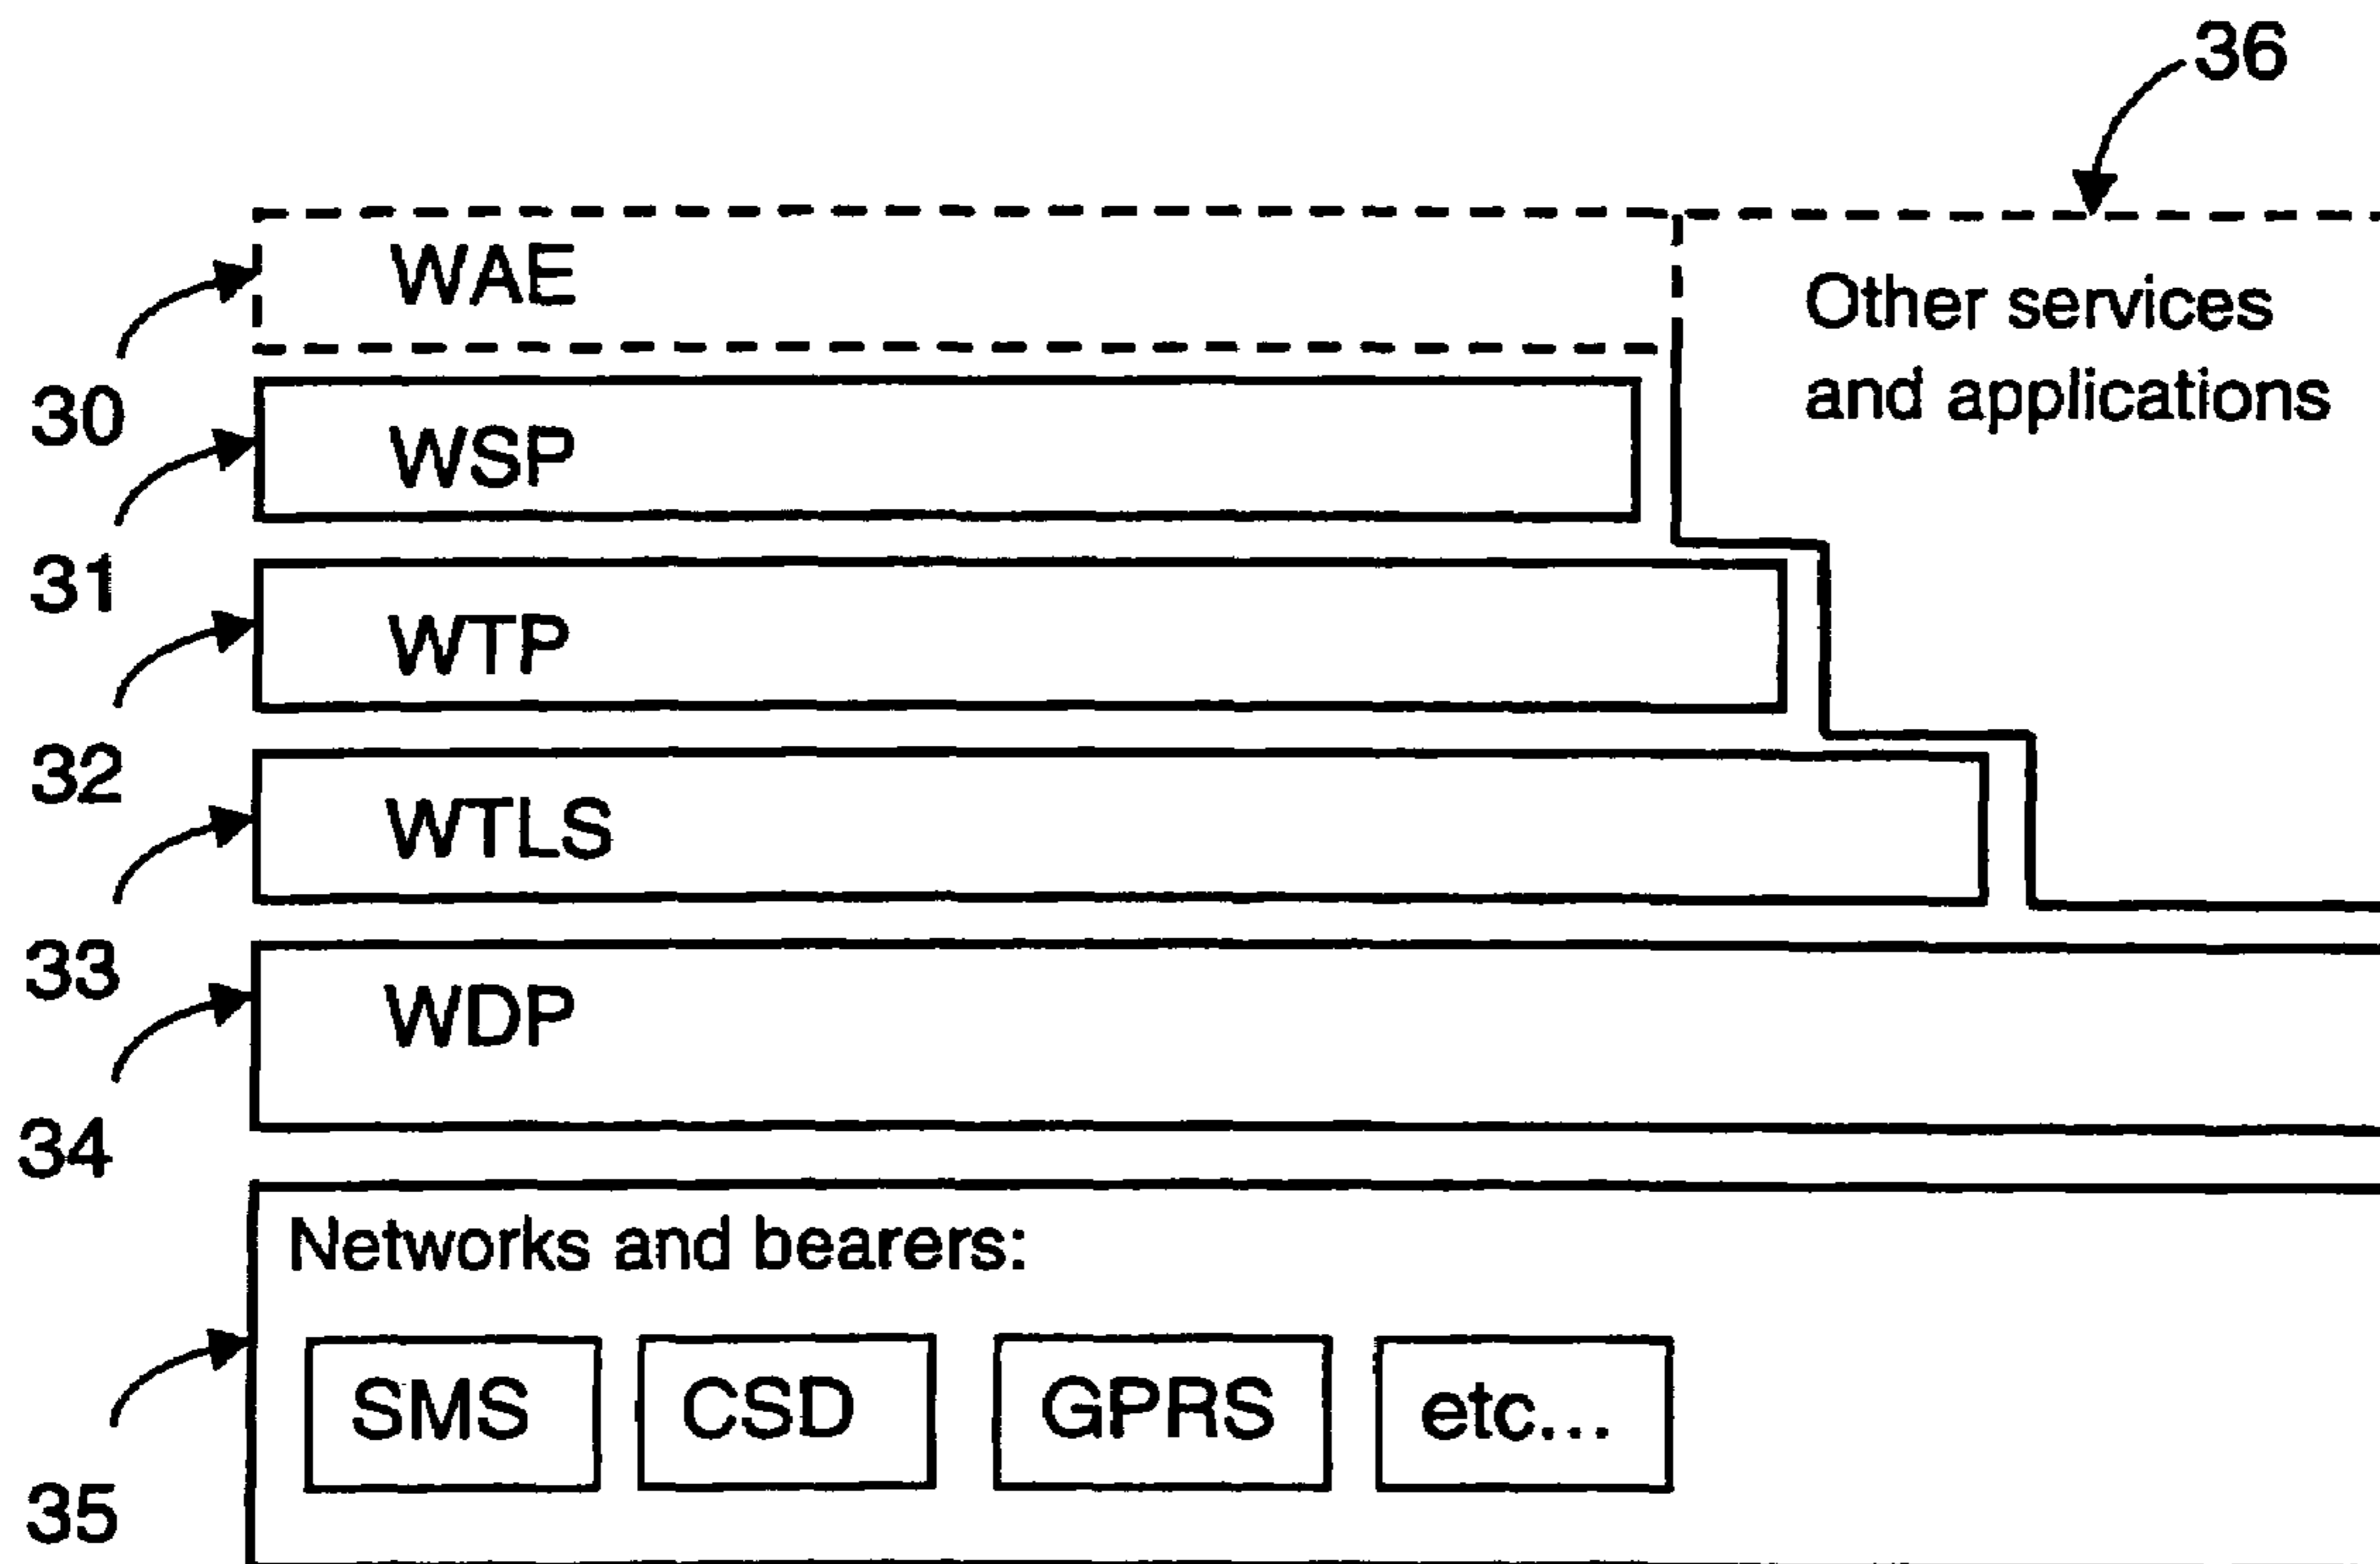 36
WAE
Other services
and applications
30
WSP
31
WTP
32
WTLS
33
WDP
34
Networks and bearers:
SMS
CSD
GPRS
etc...
35